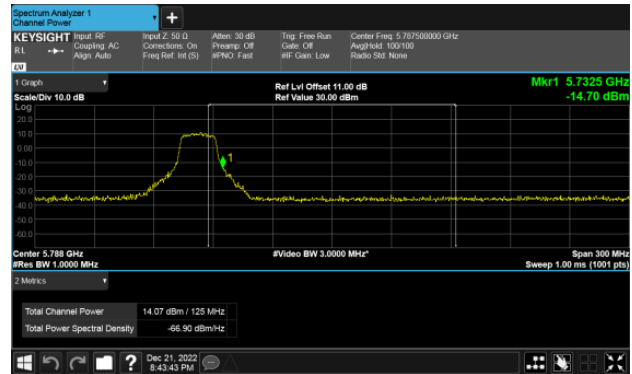 Spectrum Analyzer 1
Channel Power
+
KEYSIGHT Input: RF Input Z: 50 Ω Atten: 30 dB Trig: Free Run Center Freq: 5.787500000 GHz
RL Coupling: AC Corrections: On Preamp: Off Gate: Off Avg|Hold: 100/100
Align: Auto Freq Ref: Int (S) #PNO: Fast #IF Gain: Low Radio Std: None
LXI
1 Graph Ref Lvl Offset 11.00 dB Mkr1 5.7325 GHz
Scale/Div 10.0 dB Ref Value 30.00 dBm -14.70 dBm
Log
20.0
10.0
0.00
-10.0
1
-20.0
-30.0
-40.0
-50.0
-60.0
Center 5.788 GHz #Video BW 3.0000 MHz* Span 300 MHz
#Res BW 1.0000 MHz Sweep 1.00 ms (1001 pts)
2 Metrics
Total Channel Power 14.07 dBm / 125 MHz
Total Power Spectral Density -66.90 dBm/Hz
? Dec 21, 2022
8:43:43 PM